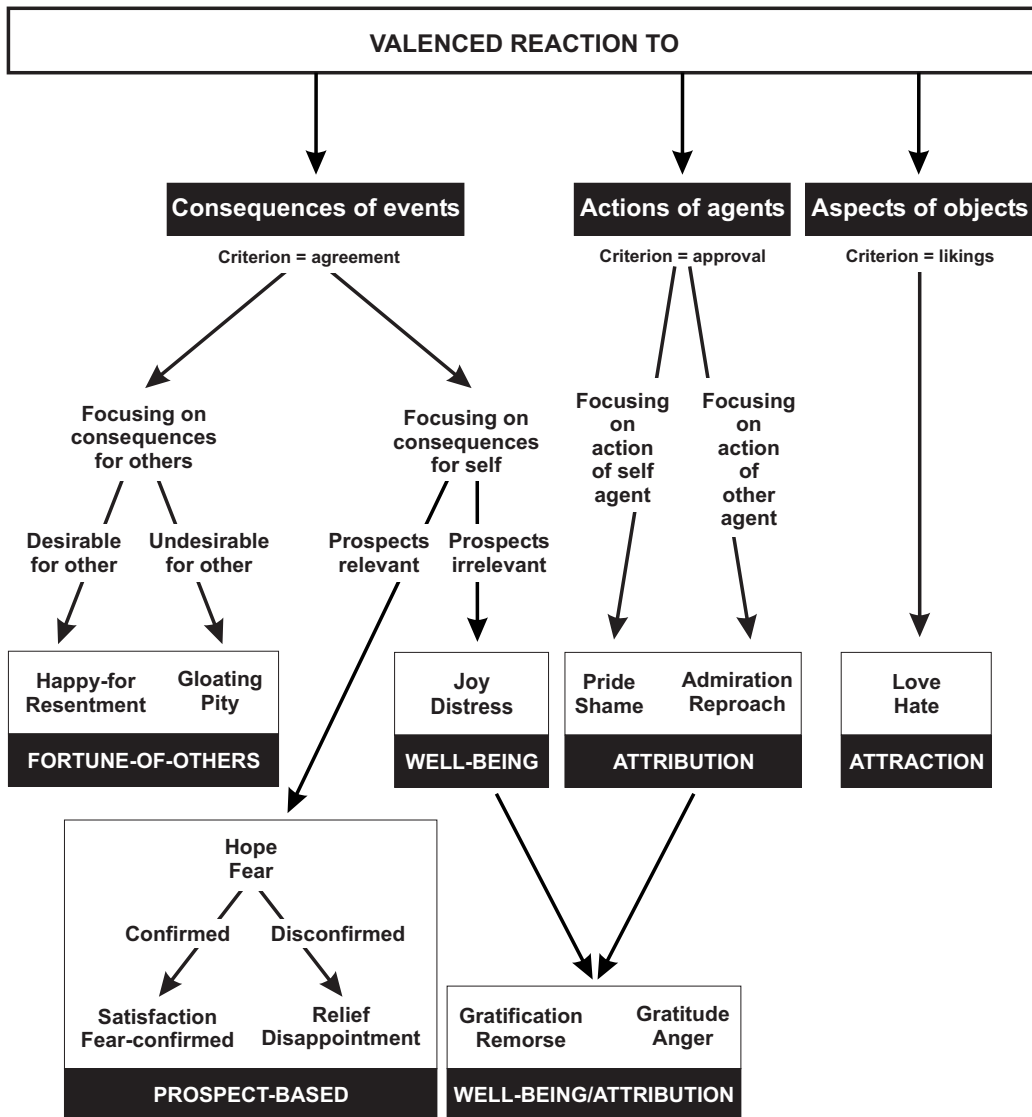 VALENCED REACTION TO
Consequences of events
Actions of agents
Aspects of objects
Criterion = agreement
Criterion = approval
Criterion = likings
Focusing on
consequences
for others
Focusing on
consequences
for self
Focusing
on
action
of self
agent
Focusing
on
action
of
other
agent
Desirable
for other
Undesirable
for other
Prospects
relevant
Prospects
irrelevant
Happy-for
Resentment
Gloating
Pity
FORTUNE-OF-OTHERS
Joy
Distress
WELL-BEING
Pride
Shame
Admiration
Reproach
ATTRIBUTION
Love
Hate
ATTRACTION
Hope
Fear
Confirmed
Disconfirmed
Satisfaction
Fear-confirmed
Relief
Disappointment
PROSPECT-BASED
Gratification
Remorse
Gratitude
Anger
WELL-BEING/ATTRIBUTION